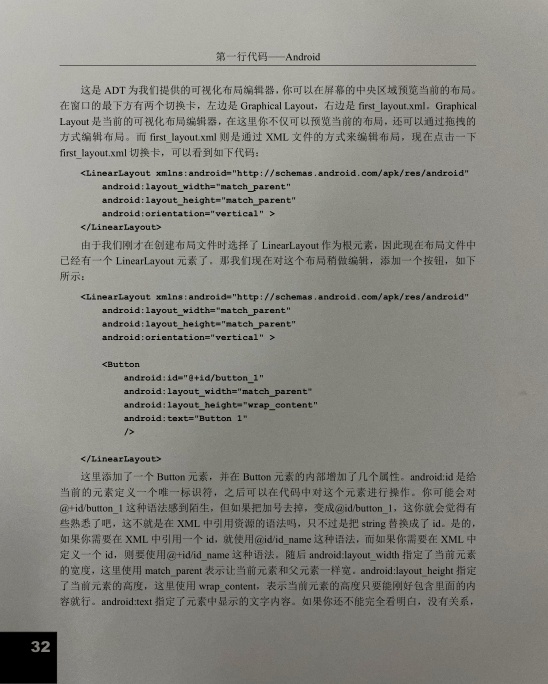 第一行代码——Android
这是 ADT 为我们提供的可视化布局编辑器，你可以在屏幕的中央区域预览当前的布局。
在窗口的最下方有两个切换卡，左边是 Graphical Layout，右边是 first_layout.xml。Graphical
Layout 是当前的可视化布局编辑器，在这里你不仅可以预览当前的布局，还可以通过拖拽的
方式编辑布局。而 first_layout.xml 则是通过 XML 文件的方式来编辑布局，现在点击一下
first_layout.xml 切换卡，可以看到如下代码：
<LinearLayout xmlns:android="http://schemas.android.com/apk/res/android"
android:layout_width="match_parent"
android:layout_height="match_parent"
android:orientation="vertical" >
</LinearLayout>
由于我们刚才在创建布局文件时选择了 LinearLayout 作为根元素，因此现在布局文件中
已经有一个 LinearLayout 元素了。那我们现在对这个布局稍做编辑，添加一个按钮，如下
所示：
<LinearLayout xmlns:android="http://schemas.android.com/apk/res/android"
android:layout_width="match_parent"
android:layout_height="match_parent"
android:orientation="vertical" >
<Button
android:id="@+id/button_1"
android:layout_width="match_parent"
android:layout_height="wrap_content"
android:text="Button 1"
/>
</LinearLayout>
这里添加了一个 Button 元素，并在 Button 元素的内部增加了几个属性。android:id 是给
当前的元素定义一个唯一标识符，之后可以在代码中对这个元素进行操作。你可能会对
@+id/button_1 这种语法感到陌生，但如果把加号去掉，变成@id/button_1，这你就会觉得有
些熟悉了吧，这不就是在 XML 中引用资源的语法吗，只不过是把 string 替换成了 id。是的，
如果你需要在 XML 中引用一个 id，就使用@id/id_name 这种语法，而如果你需要在 XML 中
定义一个 id，则要使用@+id/id_name 这种语法。随后 android:layout_width 指定了当前元素
的宽度，这里使用 match_parent 表示让当前元素和父元素一样宽。android:layout_height 指定
了当前元素的高度，这里使用 wrap_content，表示当前元素的高度只要能刚好包含里面的内
容就行。android:text 指定了元素中显示的文字内容。如果你还不能完全看明白，没有关系，
32